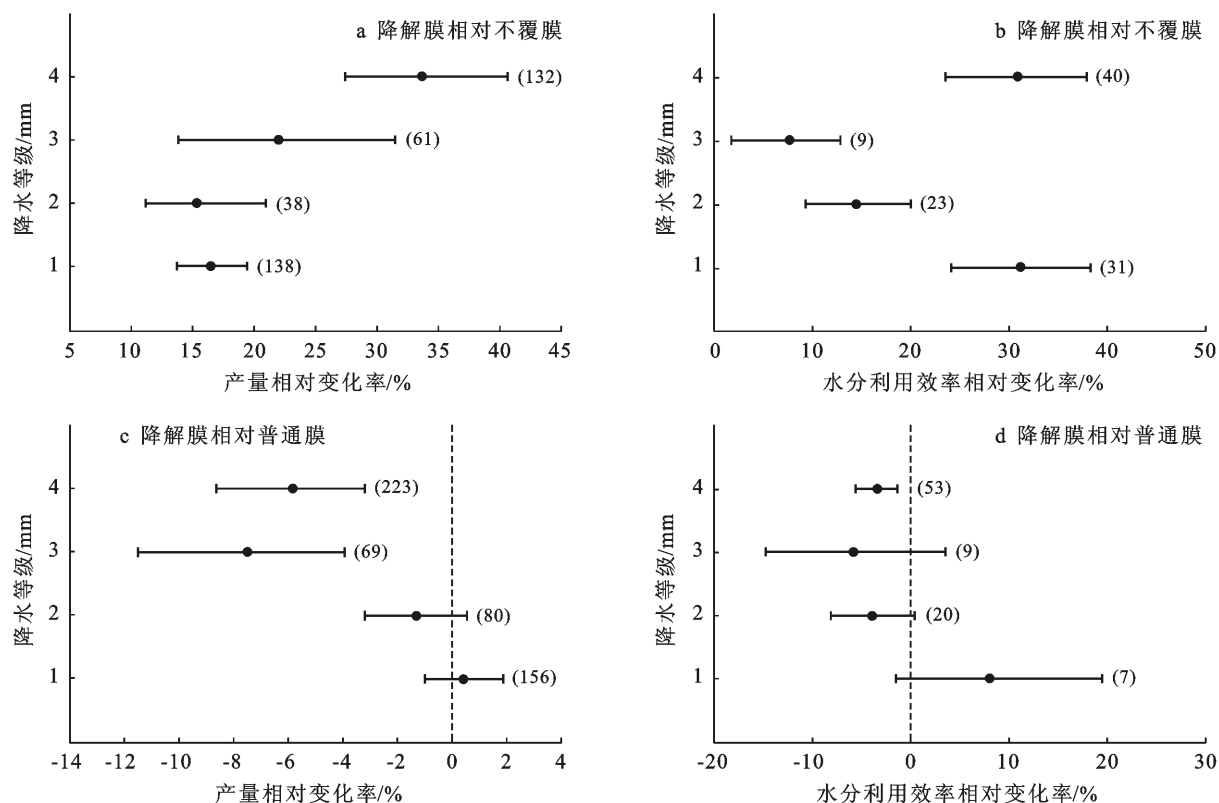 a 降解膜相对不覆膜
降水等级/mm
4
(132)
3
(61)
2
(38)
1
(138)
5 10 15 20 25 30 35 40 45
产量相对变化率/%
b 降解膜相对不覆膜
降水等级/mm
4
(40)
3
(9)
2
(23)
1
(31)
0 10 20 30 40 50
水分利用效率相对变化率/%
c 降解膜相对普通膜
降水等级/mm
4
(223)
3
(69)
2
(80)
1
(156)
-14 -12 -10 -8 -6 -4 -2 0 2 4
产量相对变化率/%
d 降解膜相对普通膜
降水等级/mm
4
(53)
3
(9)
2
(20)
1
(7)
-20 -10 0 10 20 30
水分利用效率相对变化率/%